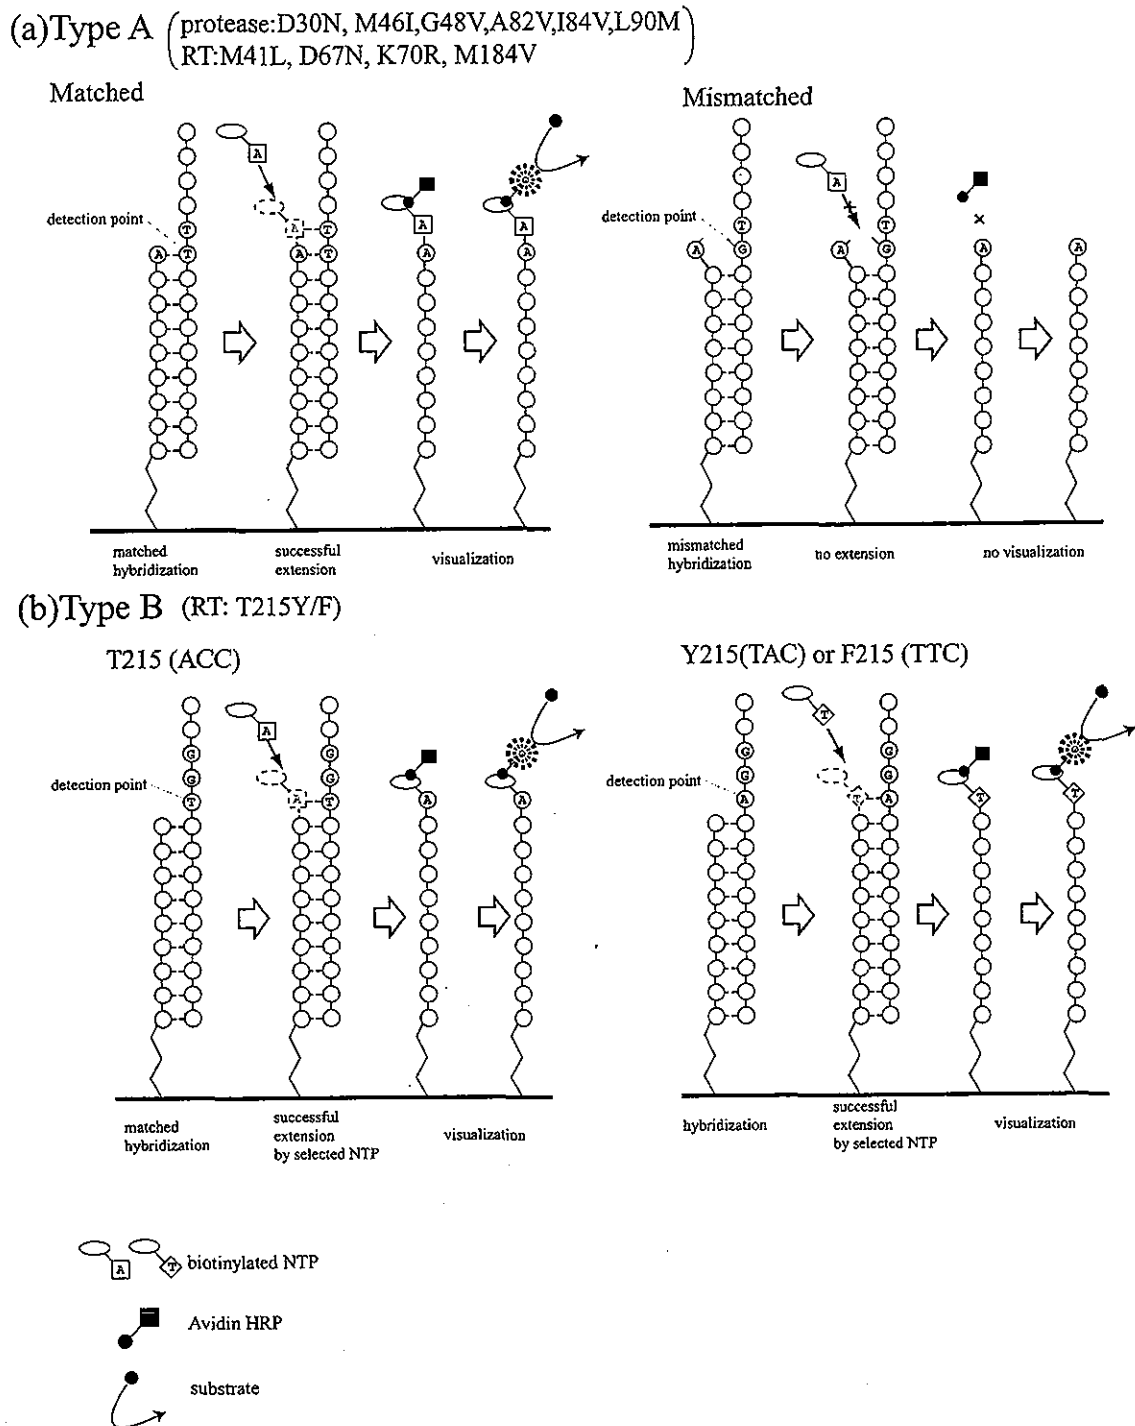 (a)Type A (protease:D30N, M46I,G48V,A82V,I84V,L90M
RT:M41L, D67N, K70R, M184V)
Matched
Mismatched
A
T
T
detection point
A
T
A
T
A
T
A
A
A
A
detection point
T
A
G
A
T
A
G
×
A
A
matched
hybridization
successful
extension
visualization
mismatched
hybridization
no extension
no visualization
(b)Type B (RT: T215Y/F)
T215 (ACC)
Y215(TAC) or F215 (TTC)
detection point
G
G
T
A
G
G
A
T
A
A
detection point
G
G
A
T
G
G
T
A
T
T
matched
hybridization
successful
extension
by selected NTP
visualization
hybridization
successful
extension
by selected NTP
visualization
A
T
biotinylated NTP
Avidin HRP
substrate